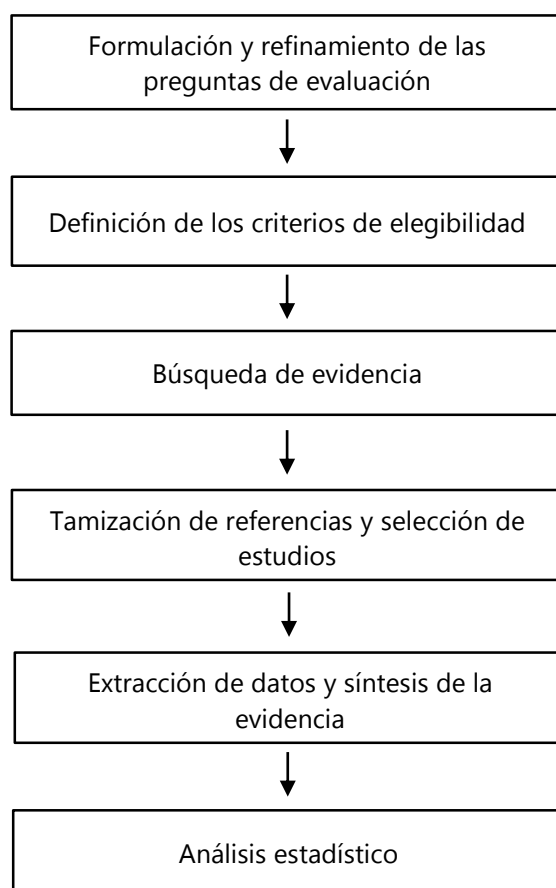 Formulación y refinamiento de las
preguntas de evaluación
Definición de los criterios de elegibilidad
Búsqueda de evidencia
Tamización de referencias y selección de
estudios
Extracción de datos y síntesis de la
evidencia
Análisis estadístico